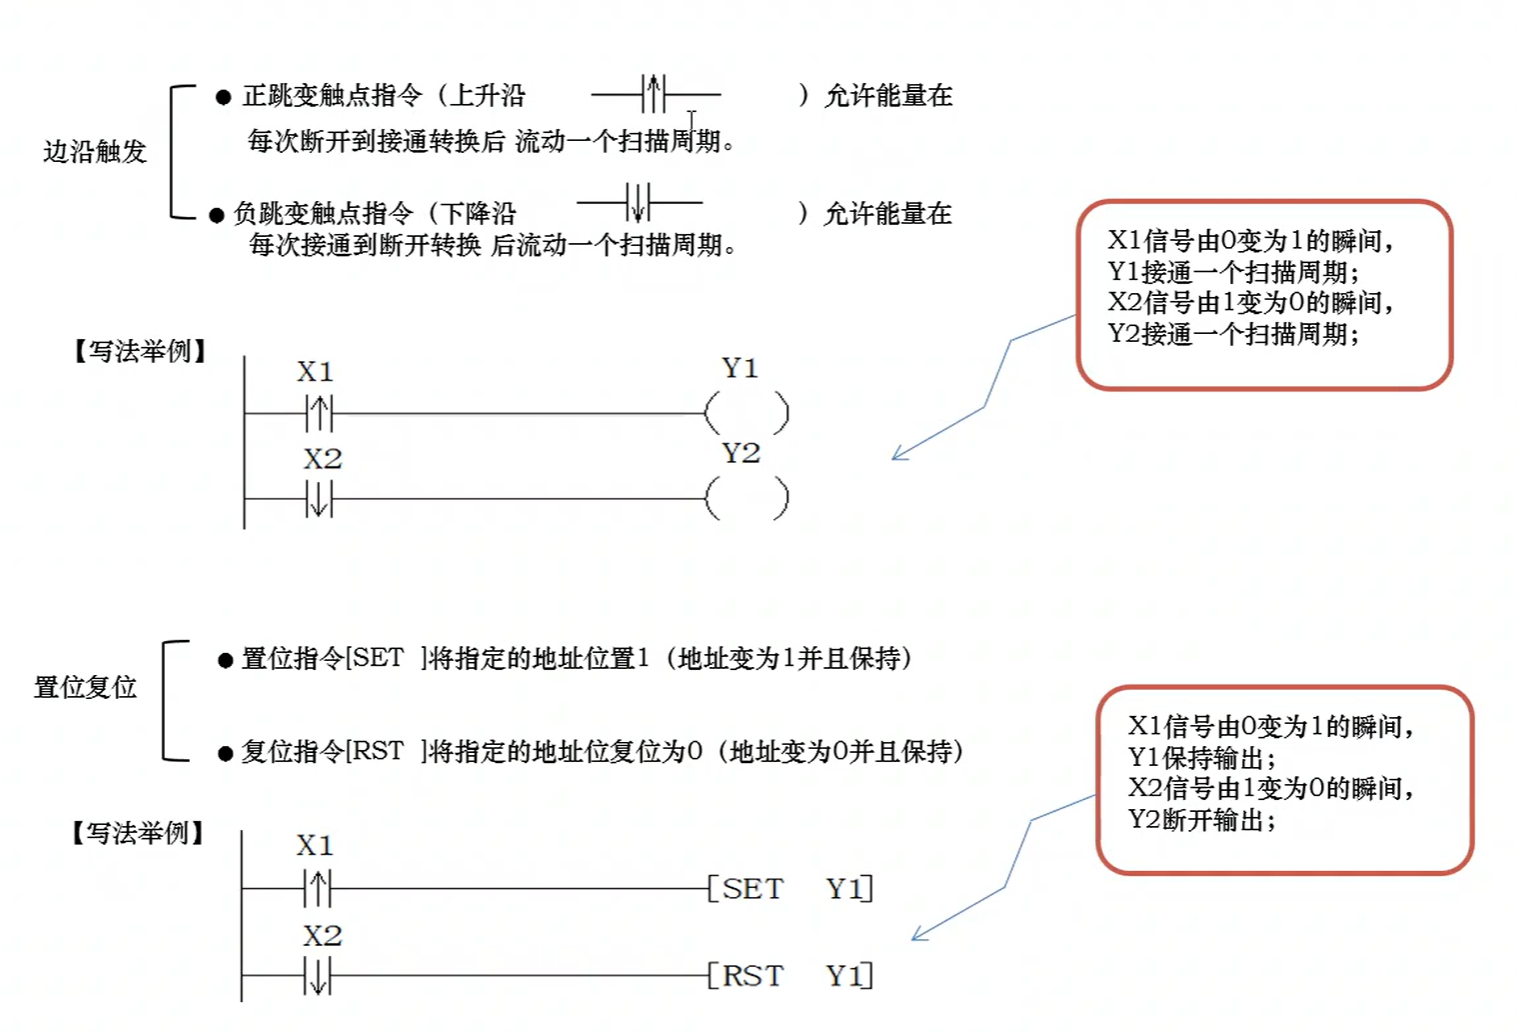 ● 正跳变触点指令（上升沿 ）允许能量在
每次断开到接通转换后 流动一个扫描周期。
边沿触发
● 负跳变触点指令（下降沿 ）允许能量在
每次接通到断开转换 后流动一个扫描周期。
X1信号由0变为1的瞬间，
Y1接通一个扫描周期；
X2信号由1变为0的瞬间，
Y2接通一个扫描周期；
【写法举例】
X1 Y1
X2 Y2
● 置位指令[SET ]将指定的地址位置1（地址变为1并且保持）
置位复位
● 复位指令[RST ]将指定的地址位复位为0（地址变为0并且保持）
X1信号由0变为1的瞬间，
Y1保持输出；
X2信号由1变为0的瞬间，
Y2断开输出；
【写法举例】
X1
[SET Y1]
X2
[RST Y1]